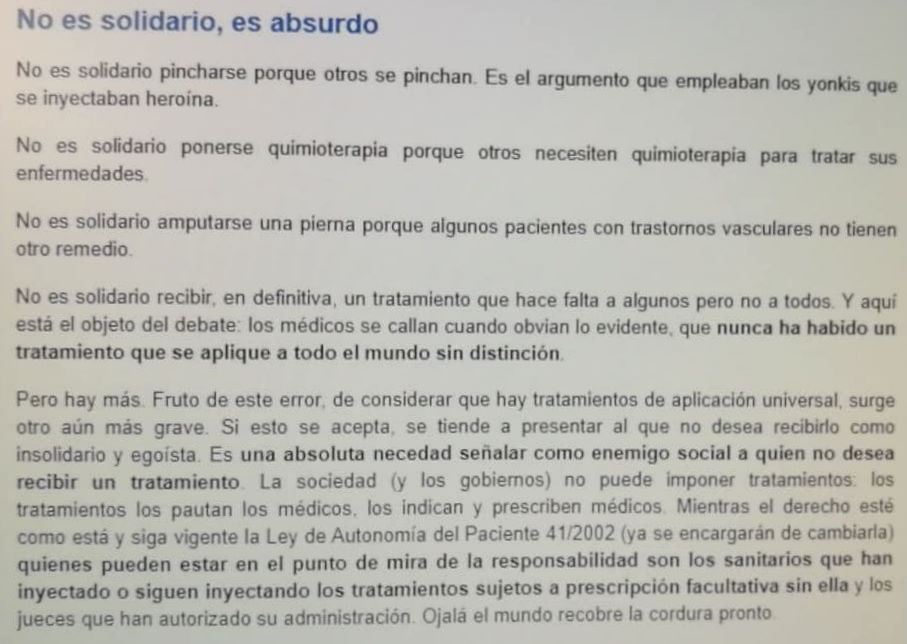 No es solidario, es absurdo
No es solidario pincharse porque otros se pinchan. Es el argumento que empleaban los yonkis que
se inyectaban heroína.
No es solidario ponerse quimioterapia porque otros necesiten quimioterapia para tratar sus
enfermedades.
No es solidario amputarse una pierna porque algunos pacientes con trastornos vasculares no tienen
otro remedio.
No es solidario recibir, en definitiva, un tratamiento que hace falta a algunos pero no a todos. Y aquí
está el objeto del debate: los médicos se callan cuando obvian lo evidente, que nunca ha habido un
tratamiento que se aplique a todo el mundo sin distinción.
Pero hay más. Fruto de este error, de considerar que hay tratamientos de aplicación universal, surge
otro aún más grave. Si esto se acepta, se tiende a presentar al que no desea recibirlo como
insolidario y egoísta. Es una absoluta necedad señalar como enemigo social a quien no desea
recibir un tratamiento. La sociedad (y los gobiernos) no puede imponer tratamientos: los
tratamientos los pautan los médicos, los indican y prescriben médicos. Mientras el derecho esté
como está y siga vigente la Ley de Autonomía del Paciente 41/2002 (ya se encargarán de cambiarla)
quienes pueden estar en el punto de mira de la responsabilidad son los sanitarios que han
inyectado o siguen inyectando los tratamientos sujetos a prescripción facultativa sin ella y los
jueces que han autorizado su administración. Ojalá el mundo recobre la cordura pronto.